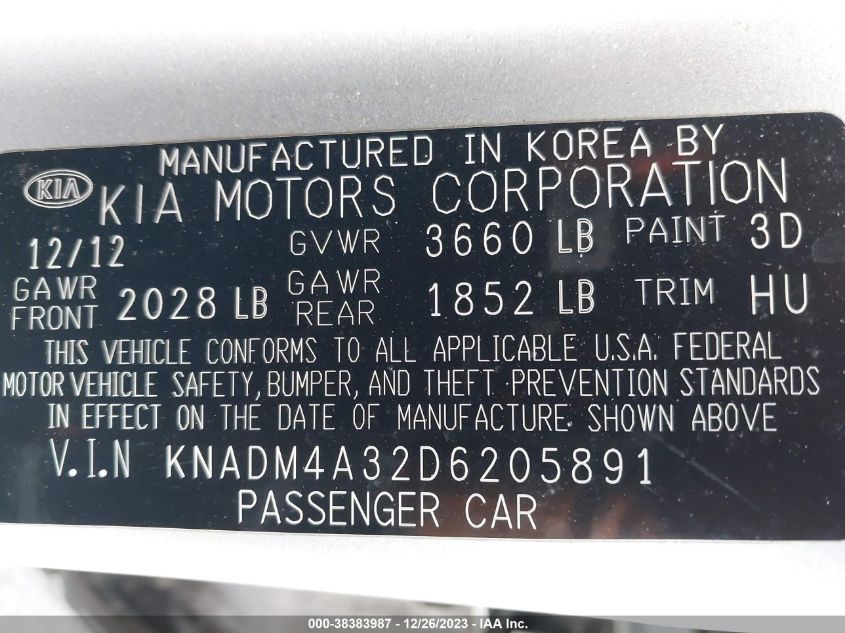 MANUFACTURED IN KOREA BY
KIA KIA MOTORS CORPORATION
12/12 GVWR 3660 LB PAINT 3D
GAWR FRONT 2028 LB GAWR REAR 1852 LB TRIM HU
THIS VEHICLE CONFORMS TO ALL APPLICABLE U.S.A. FEDERAL
MOTOR VEHICLE SAFETY, BUMPER, AND THEFT PREVENTION STANDARDS
IN EFFECT ON THE DATE OF MANUFACTURE SHOWN ABOVE
V.I.N KNADM4A32D6205891
PASSENGER CAR
000-38383987 - 12/26/2023 - IAA Inc.